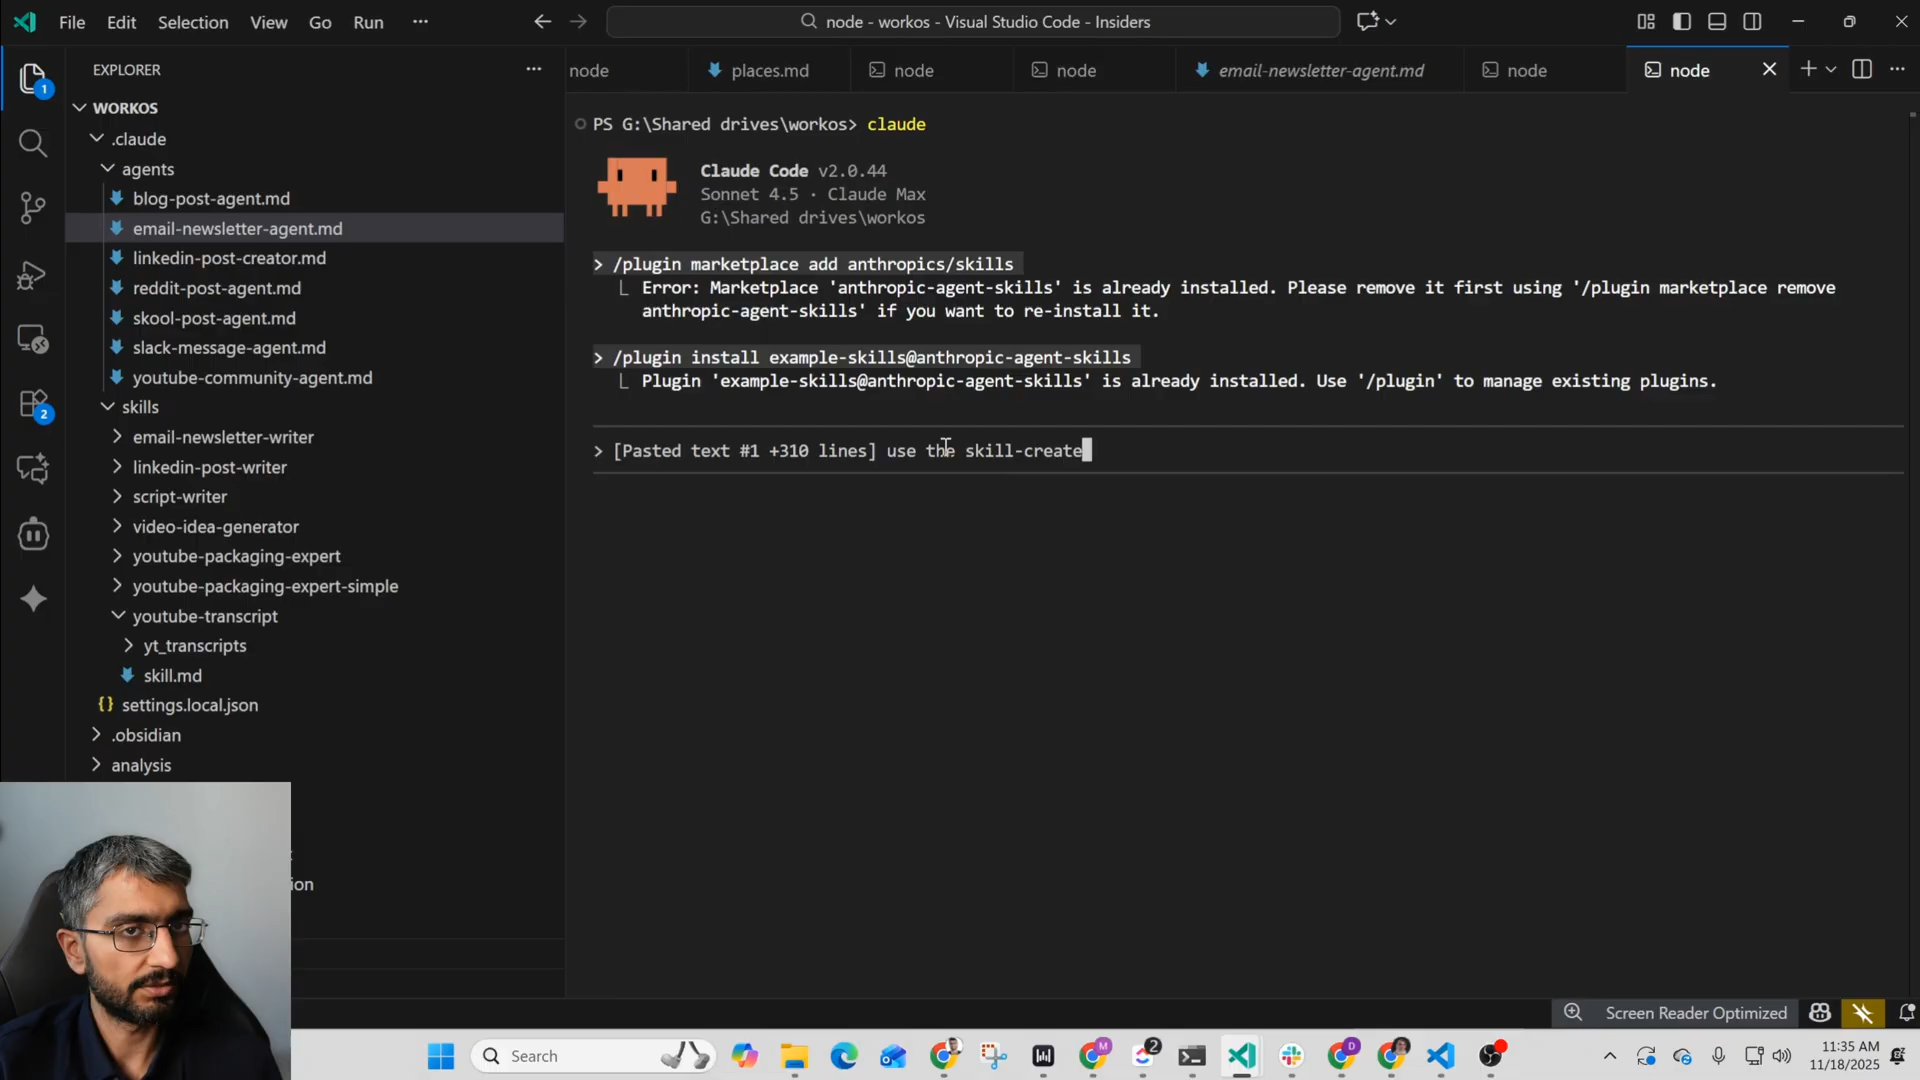 File Edit Selection View Go Run ···
node - workos - Visual Studio Code - Insiders
EXPLORER
node
places.md
node
node
email-newsletter-agent.md
node
node
1
2
WORKOS
.claude
agents
blog-post-agent.md
email-newsletter-agent.md
linkedin-post-creator.md
reddit-post-agent.md
skool-post-agent.md
slack-message-agent.md
youtube-community-agent.md
skills
email-newsletter-writer
linkedin-post-writer
script-writer
video-idea-generator
youtube-packaging-expert
youtube-packaging-expert-simple
youtube-transcript
yt_transcripts
skill.md
{} settings.local.json
.obsidian
analysis
ion
PS G:\Shared drives\workos> claude
Claude Code v2.0.44
Sonnet 4.5 · Claude Max
G:\Shared drives\workos
> /plugin marketplace add anthropics/skills
Error: Marketplace 'anthropic-agent-skills' is already installed. Please remove it first using '/plugin marketplace remove
anthropic-agent-skills' if you want to re-install it.
> /plugin install example-skills@anthropic-agent-skills
Plugin 'example-skills@anthropic-agent-skills' is already installed. Use '/plugin' to manage existing plugins.
> [Pasted text #1 +310 lines] use the skill-create
Screen Reader Optimized
Search
M
2
D
11:35 AM
11/18/2025